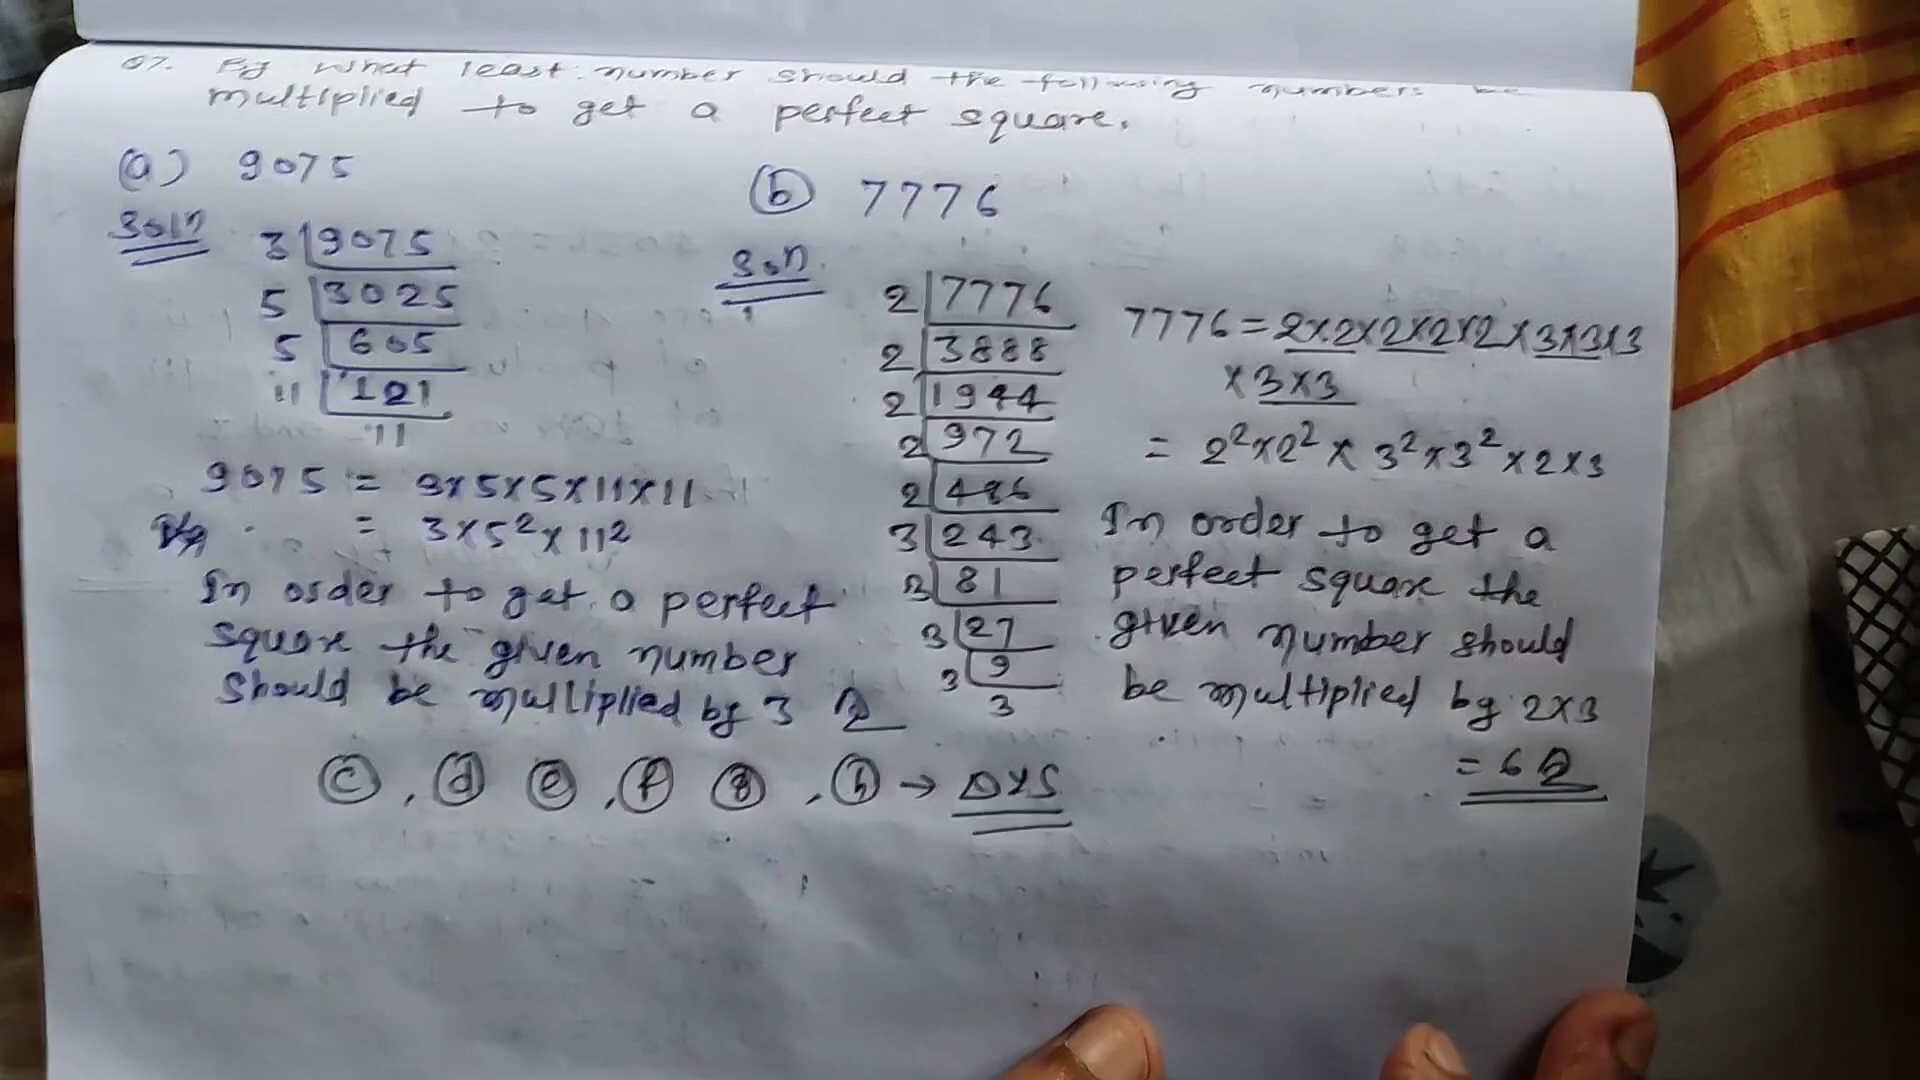 Q7. By what least number should the following numbers be
multiplied to get a perfect square.
(a) 9075
Soln
3 | 9075
5 | 3025
5 | 605
11 | 121
11
9075 = 3×5×5×11×11
= 3×5²×11²
In order to get a perfect
square the given number
should be multiplied by 3
(b) 7776
Son
2 | 7776
2 | 3888
2 | 1944
2 | 972
2 | 486
3 | 243
3 | 81
3 | 27
3 | 9
3
7776 = 2×2×2×2×2×3×3×3
×3×3
= 2²×2²×3²×3²×2×3
In order to get a
perfect square the
given number should
be multiplied by 2×3
= 6
(c), (d) (e), (f) (g), (h) → DYS